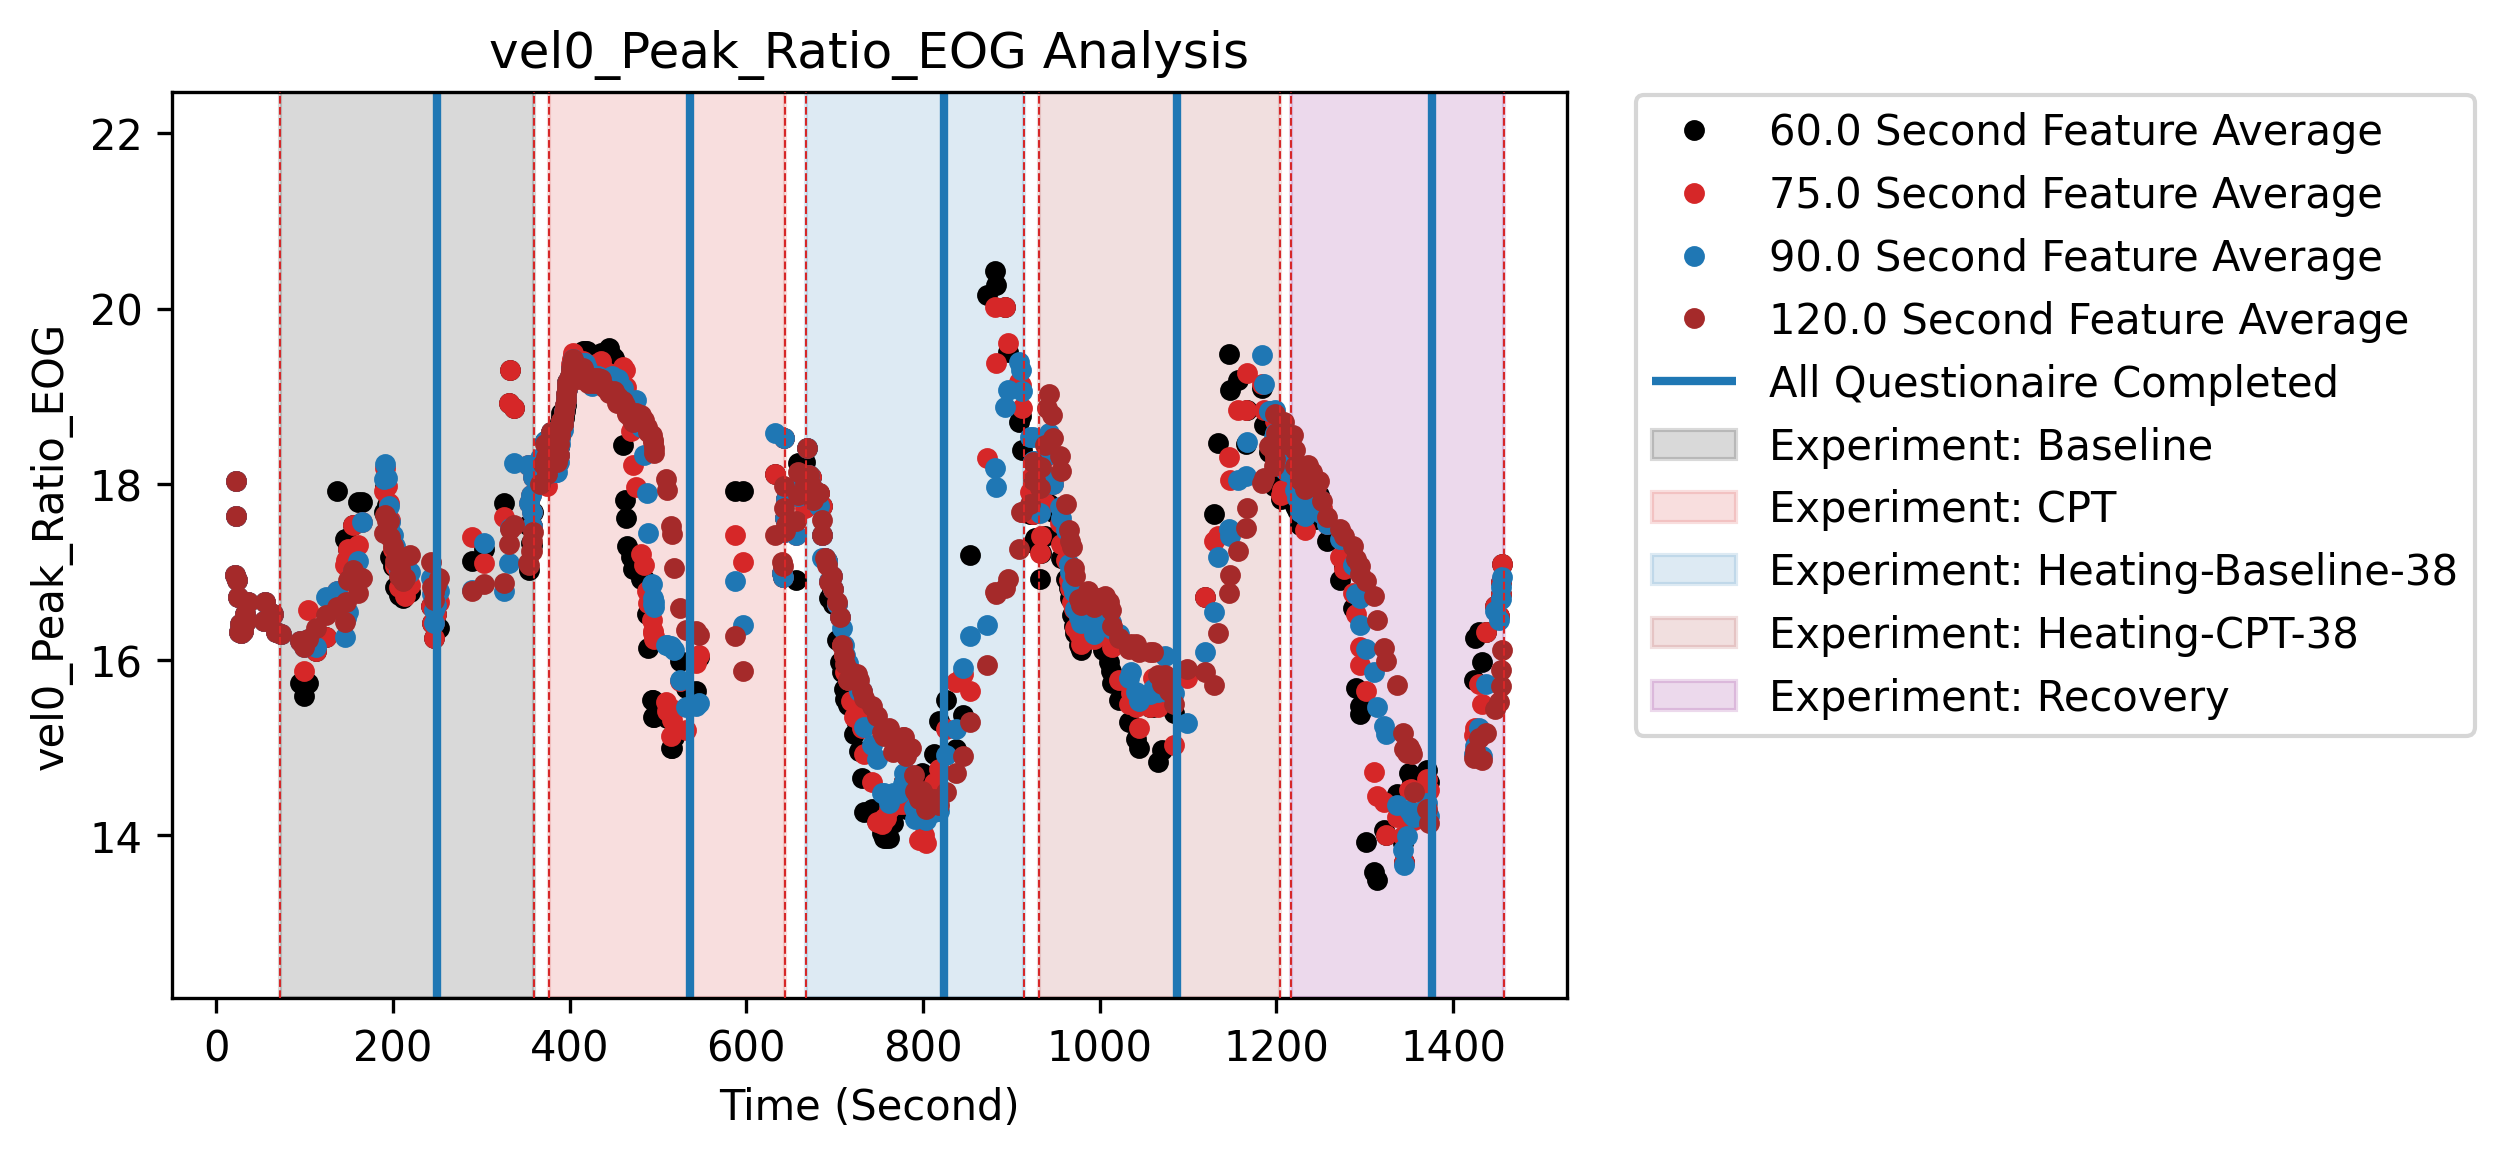 vel0_Peak_Ratio_EOG Analysis
vel0_Peak_Ratio_EOG
22
20
18
16
14
0 200 400 600 800 1000 1200 1400
Time (Second)
60.0 Second Feature Average
75.0 Second Feature Average
90.0 Second Feature Average
120.0 Second Feature Average
All Questionaire Completed
Experiment: Baseline
Experiment: CPT
Experiment: Heating-Baseline-38
Experiment: Heating-CPT-38
Experiment: Recovery